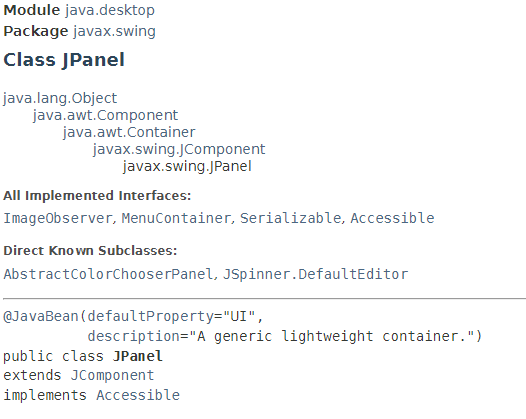 Module java.desktop
Package javax.swing
Class JPanel
java.lang.Object
java.awt.Component
java.awt.Container
javax.swing.JComponent
javax.swing.JPanel
All Implemented Interfaces:
ImageObserver, MenuContainer, Serializable, Accessible
Direct Known Subclasses:
AbstractColorChooserPanel, JSpinner.DefaultEditor
@JavaBean(defaultProperty="UI",
description="A generic lightweight container.")
public class JPanel
extends JComponent
implements Accessible